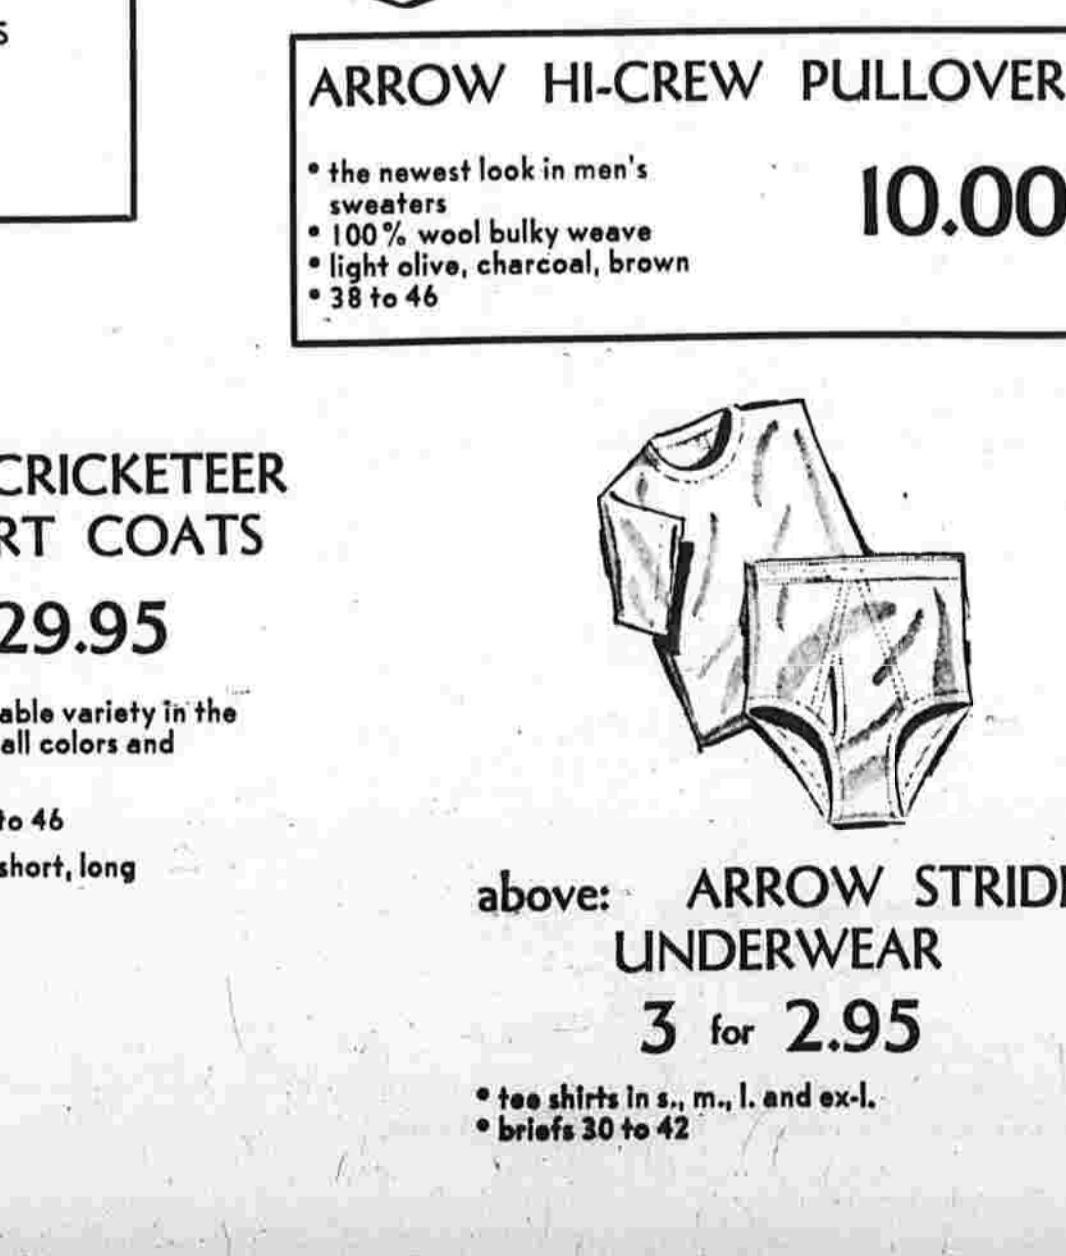 ARROW HI-CREW PULLOVER
• the newest look in men's
sweaters
• 100% wool bulky weave
• light olive, charcoal, brown
• 38 to 46
10.00
CRICKETEER
RT COATS
29.95
able variety in the
all colors and
to 46
short, long
above: ARROW STRIDE
UNDERWEAR
3 for 2.95
• tee shirts in s., m., l. and ex-l.
• briefs 30 to 42